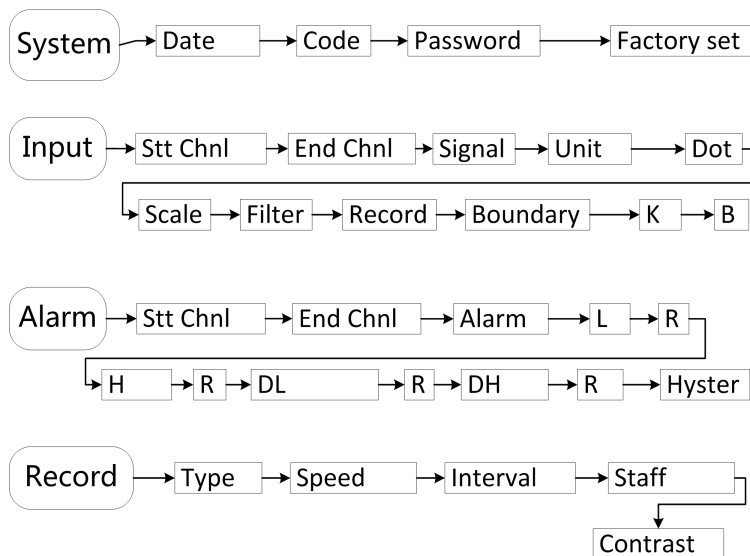 System Date Code Password Factory set
Input Stt Chnl End Chnl Signal Unit Dot
Scale Filter Record Boundary K B
Alarm Stt Chnl End Chnl Alarm L R
H R DL R DH R Hyster
Record Type Speed Interval Staff
Contrast